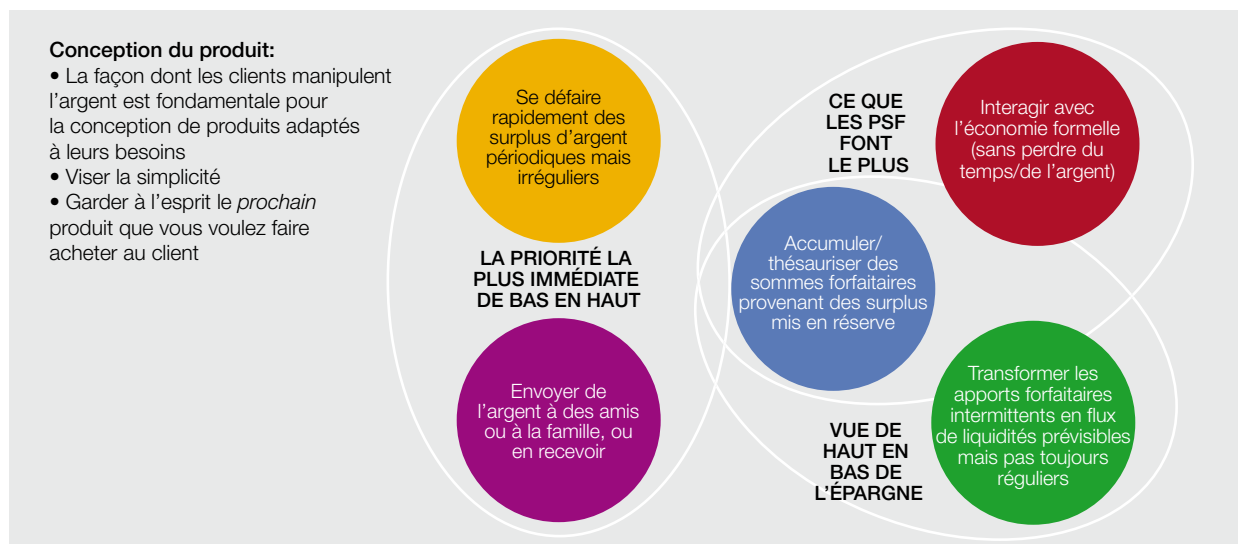 Conception du produit:
• La façon dont les clients manipulent
l’argent est fondamentale pour
la conception de produits adaptés
à leurs besoins
• Viser la simplicité
• Garder à l’esprit le prochain
produit que vous voulez faire
acheter au client
Se défaire
rapidement des
surplus d’argent
périodiques mais
irréguliers
LA PRIORITÉ LA
PLUS IMMÉDIATE
DE BAS EN HAUT
Envoyer de
l’argent à des amis
ou à la famille, ou
en recevoir
CE QUE
LES PSF
FONT
LE PLUS
Interagir avec
l’économie formelle
(sans perdre du
temps/de l’argent)
Accumuler/
thésauriser des
sommes forfaitaires
provenant des surplus
mis en réserve
Transformer les
apports forfaitaires
intermittents en flux
de liquidités prévisibles
mais pas toujours
réguliers
VUE DE
HAUT EN
BAS DE
L’ÉPARGNE